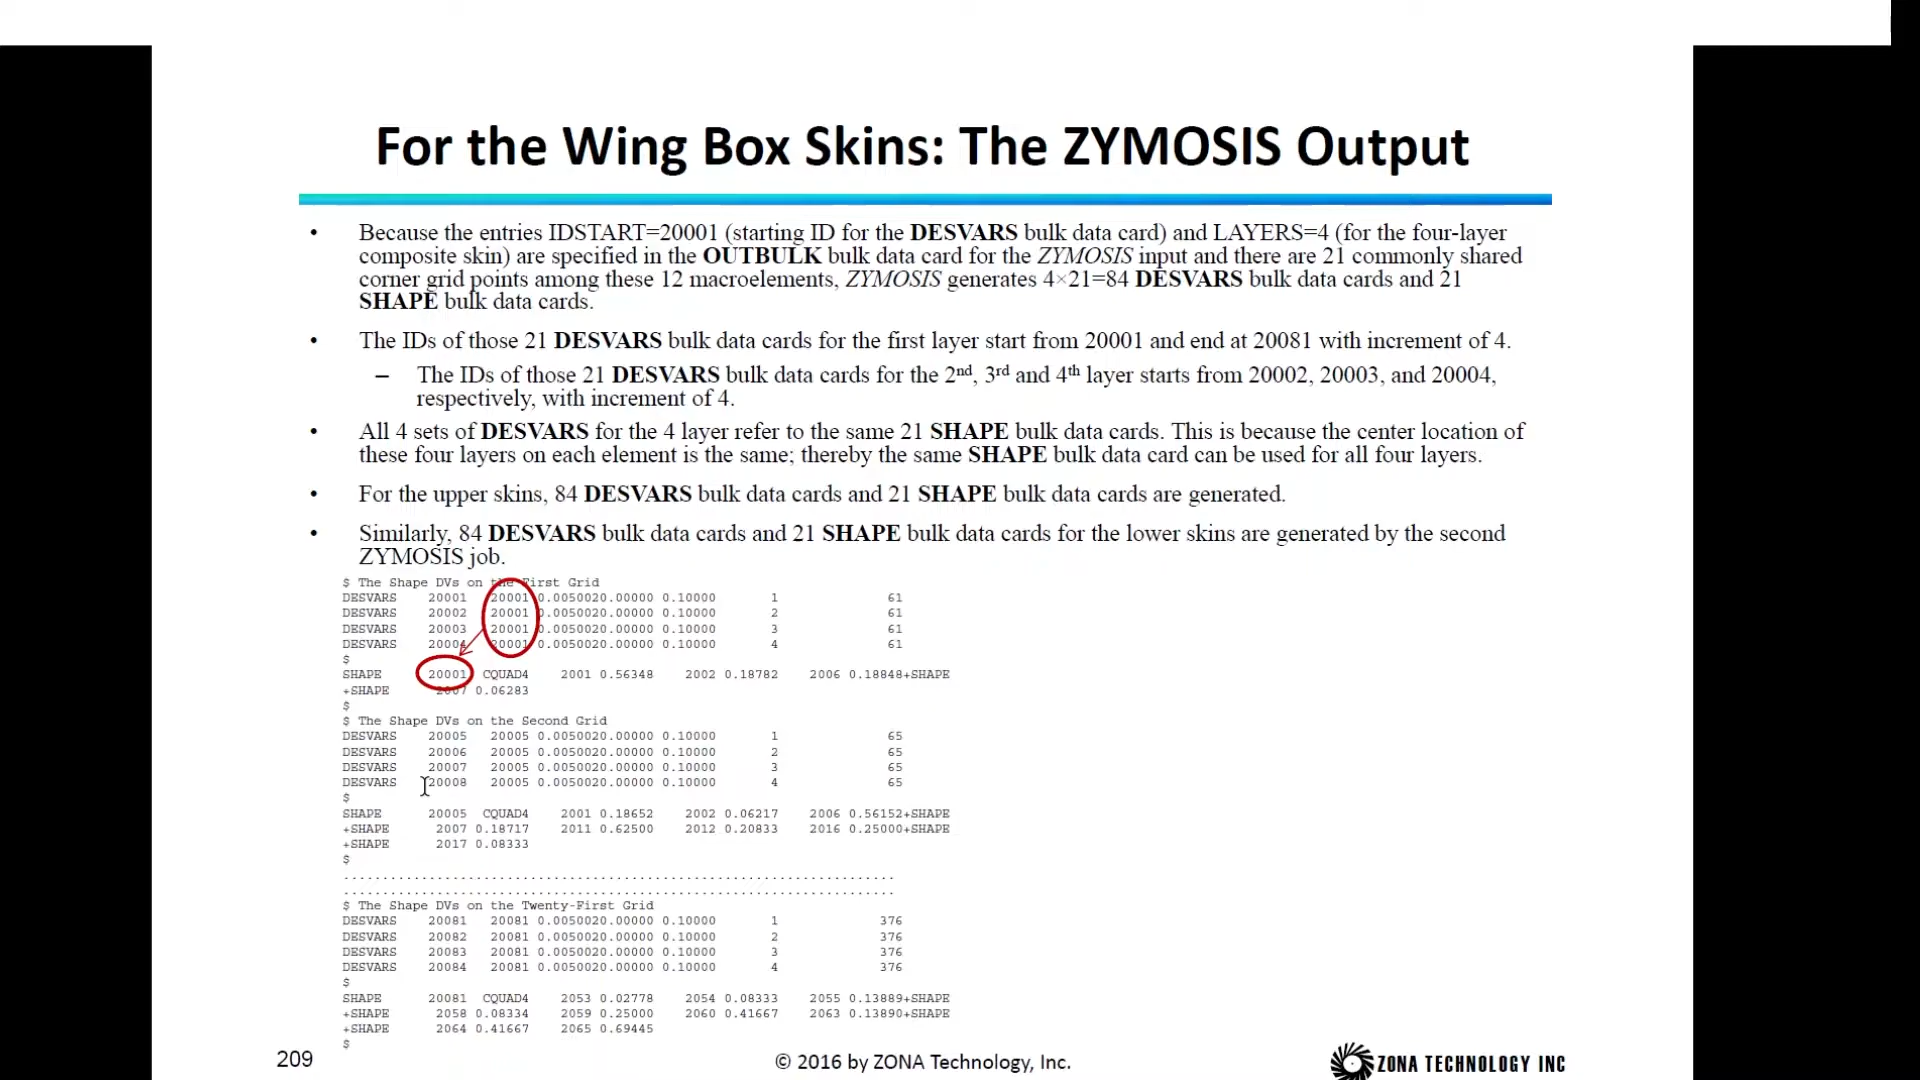 For the Wing Box Skins: The ZYMOSIS Output
• Because the entries IDSTART=20001 (starting ID for the DESVARS bulk data card) and LAYERS=4 (for the four-layer
composite skin) are specified in the OUTBULK bulk data card for the ZYMOSIS input and there are 21 commonly shared
corner grid points among these 12 macroelements, ZYMOSIS generates 4×21=84 DESVARS bulk data cards and 21
SHAPE bulk data cards.
• The IDs of those 21 DESVARS bulk data cards for the first layer start from 20001 and end at 20081 with increment of 4.
– The IDs of those 21 DESVARS bulk data cards for the 2nd, 3rd and 4th layer starts from 20002, 20003, and 20004,
respectively, with increment of 4.
• All 4 sets of DESVARS for the 4 layer refer to the same 21 SHAPE bulk data cards. This is because the center location of
these four layers on each element is the same; thereby the same SHAPE bulk data card can be used for all four layers.
• For the upper skins, 84 DESVARS bulk data cards and 21 SHAPE bulk data cards are generated.
• Similarly, 84 DESVARS bulk data cards and 21 SHAPE bulk data cards for the lower skins are generated by the second
ZYMOSIS job.
$ The Shape DVs on the First Grid
DESVARS 20001 20001 0.0050020.00000 0.10000 1 61
DESVARS 20002 20001 0.0050020.00000 0.10000 2 61
DESVARS 20003 20001 0.0050020.00000 0.10000 3 61
DESVARS 20004 20001 0.0050020.00000 0.10000 4 61
$
SHAPE 20001 CQUAD4 2001 0.56348 2002 0.18782 2006 0.18848+SHAPE
+SHAPE 2007 0.06283
$
$ The Shape DVs on the Second Grid
DESVARS 20005 20005 0.0050020.00000 0.10000 1 65
DESVARS 20006 20005 0.0050020.00000 0.10000 2 65
DESVARS 20007 20005 0.0050020.00000 0.10000 3 65
DESVARS 20008 20005 0.0050020.00000 0.10000 4 65
$
SHAPE 20005 CQUAD4 2001 0.18652 2002 0.06217 2006 0.56152+SHAPE
+SHAPE 2007 0.18717 2011 0.62500 2012 0.20833 2016 0.25000+SHAPE
+SHAPE 2017 0.08333
$
.......................................................................
.......................................................................
$ The Shape DVs on the Twenty-First Grid
DESVARS 20081 20081 0.0050020.00000 0.10000 1 376
DESVARS 20082 20081 0.0050020.00000 0.10000 2 376
DESVARS 20083 20081 0.0050020.00000 0.10000 3 376
DESVARS 20084 20081 0.0050020.00000 0.10000 4 376
$
SHAPE 20081 CQUAD4 2053 0.02778 2054 0.08333 2055 0.13889+SHAPE
+SHAPE 2058 0.08334 2059 0.25000 2060 0.41667 2063 0.13890+SHAPE
+SHAPE 2064 0.41667 2065 0.69445
$
209
© 2016 by ZONA Technology, Inc.
ZONA TECHNOLOGY INC